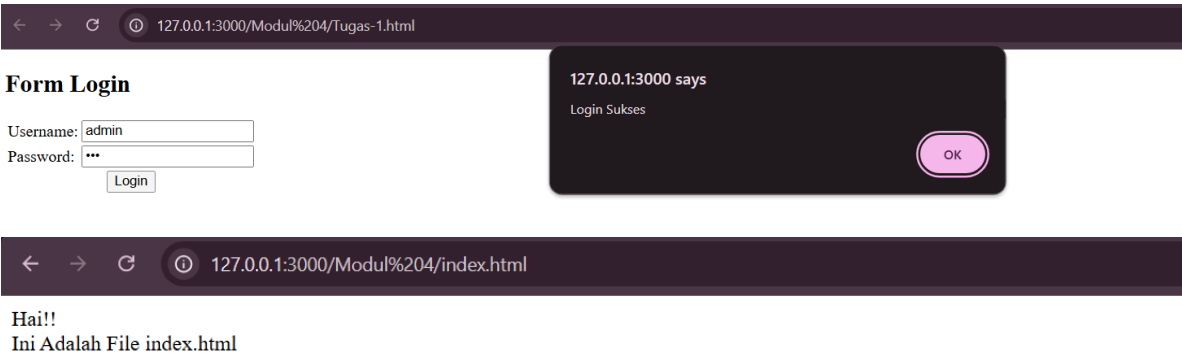 127.0.0.1:3000/Modul%204/Tugas-1.html
Form Login
127.0.0.1:3000 says
Login Sukses
OK
Username: admin
Password: •••
Login
127.0.0.1:3000/Modul%204/index.html
Hai!!
Ini Adalah File index.html